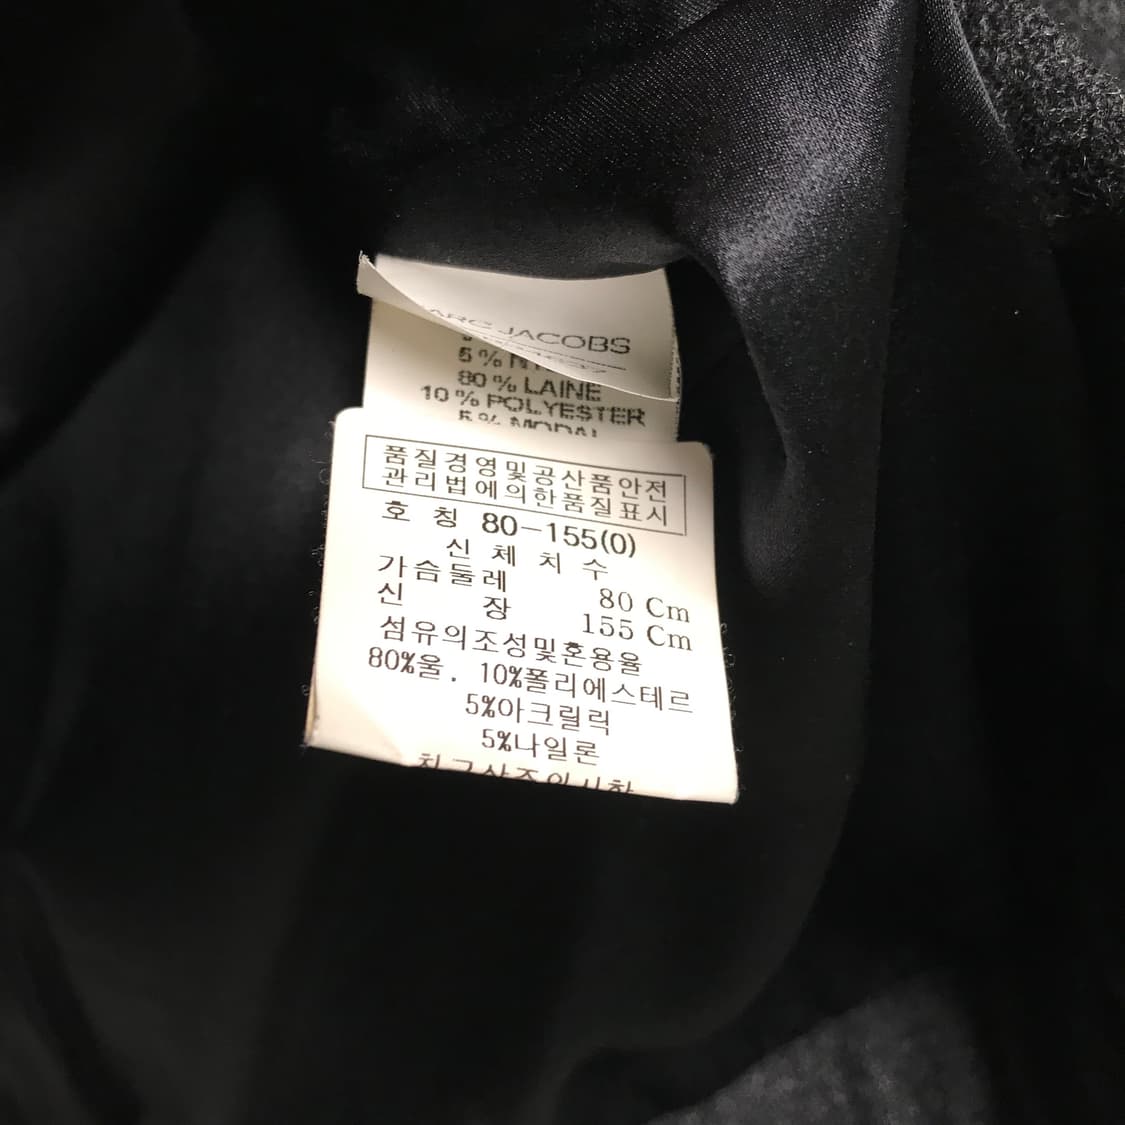 MARC JACOBS
5% N
80% LAINE
10% POLYESTER
5% MODAL
품질경영및공산품안전
관리법에의한품질표시
호 칭 80-155(0)
신 체 치 수
가슴둘레 80 Cm
신 장 155 Cm
섬유의조성및혼용율
80%울. 10%폴리에스테르
5%아크릴릭
5%나일론